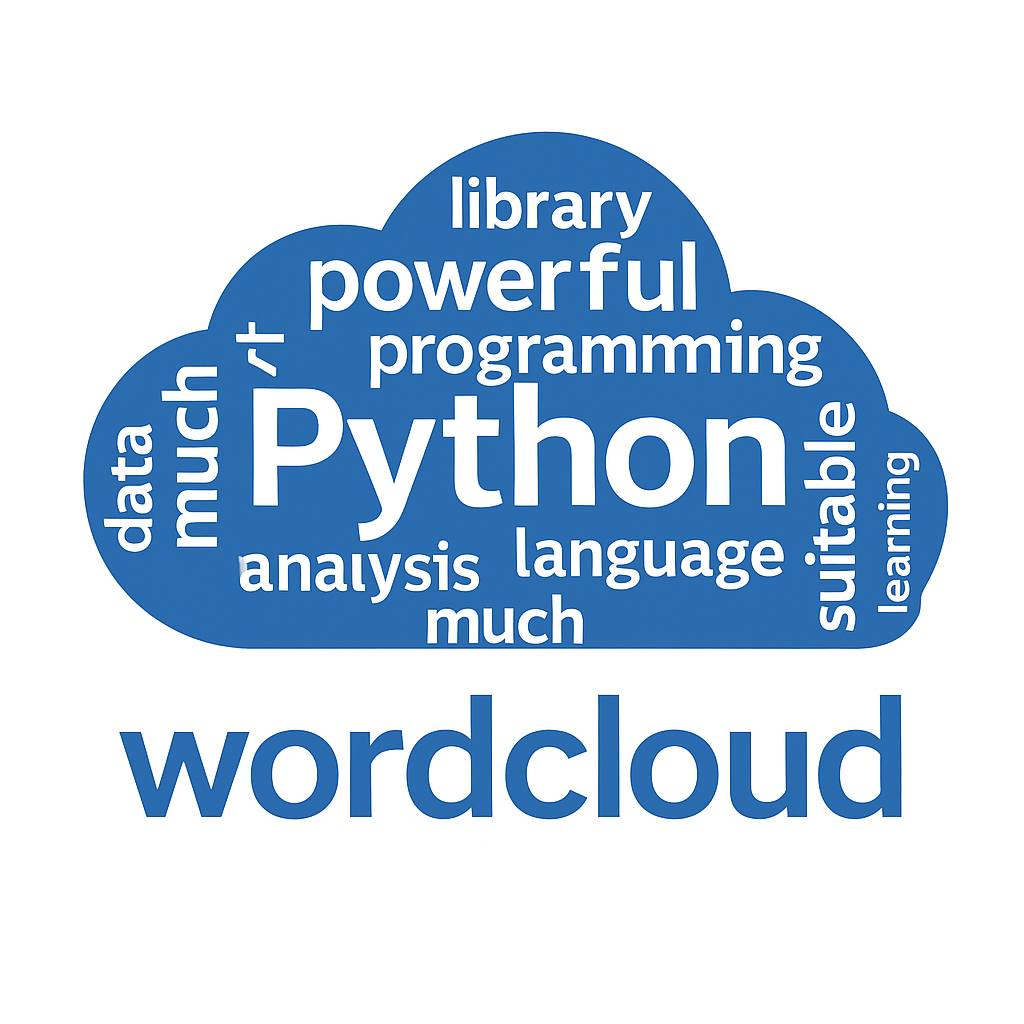 library
powerful
programming
much
data
Python
suitable
learning
analysis
language
much
wordcloud